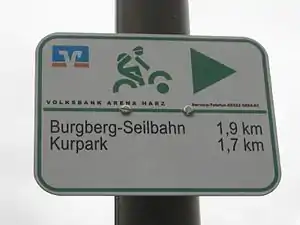 VOLKSBANK ARENA HARZ
Burgberg-Seilbahn 1,9 km
Kurpark 1,7 km